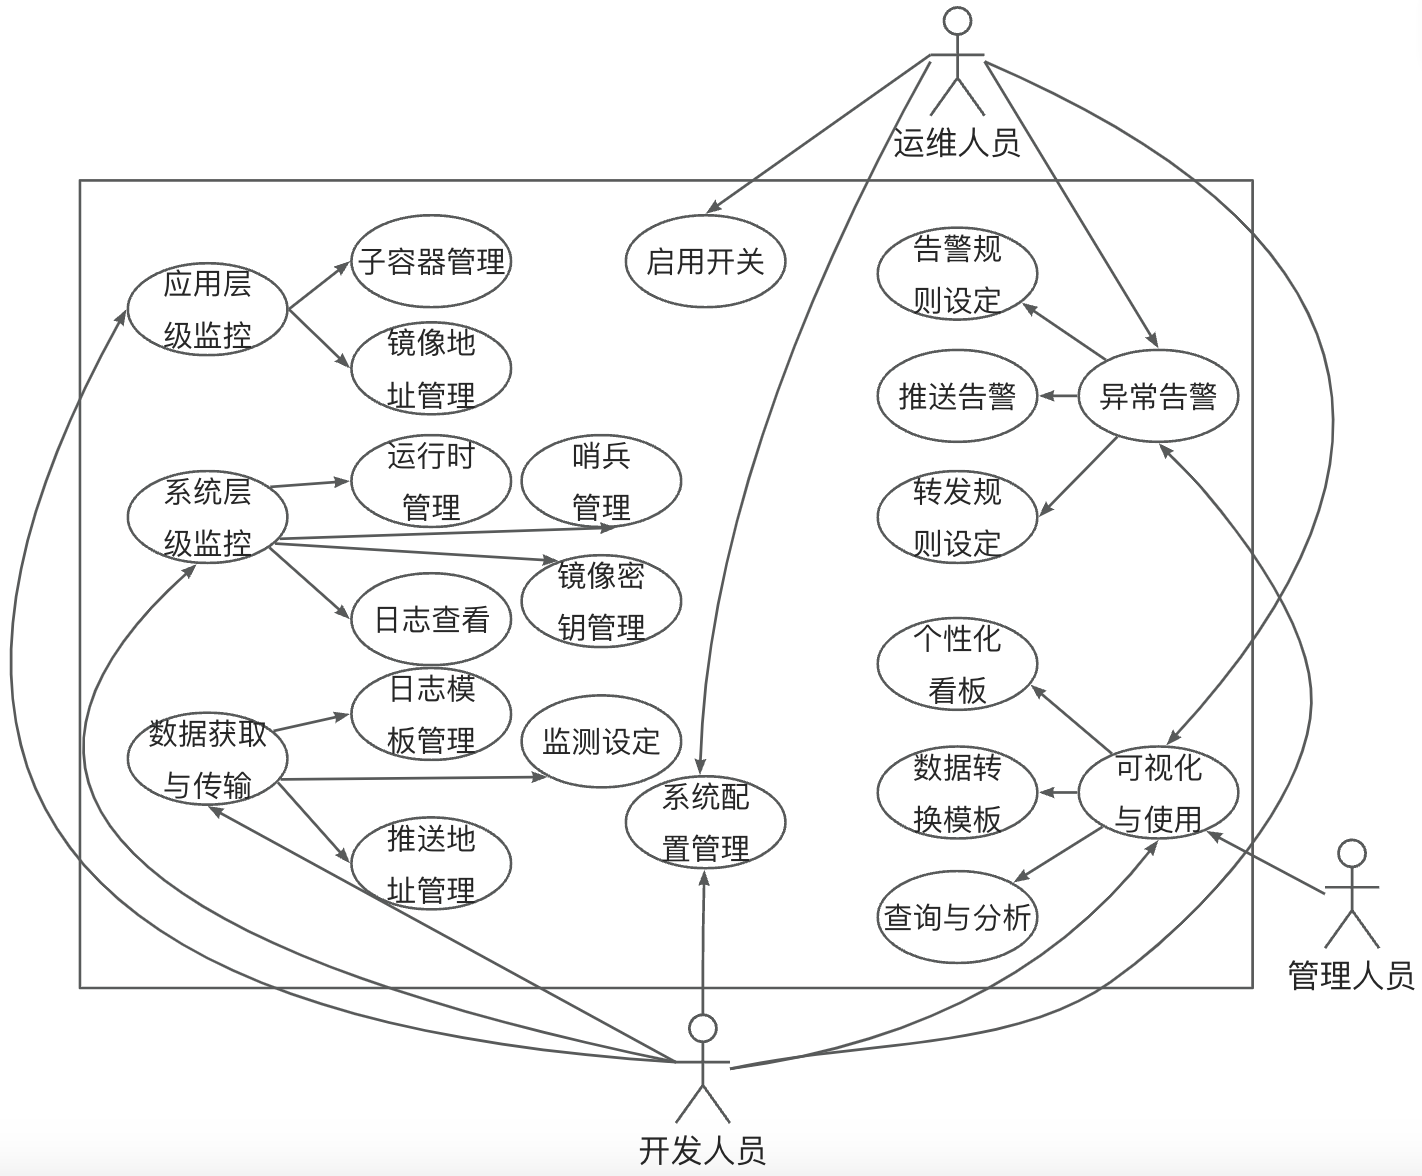 运维人员
子容器管理
启用开关
告警规
则设定
应用层
级监控
镜像地
址管理
推送告警
异常告警
运行时
管理
哨兵
管理
系统层
级监控
转发规
则设定
镜像密
钥管理
日志查看
个性化
看板
日志模
板管理
监测设定
数据获取
与传输
系统配
置管理
数据转
换模板
可视化
与使用
推送地
址管理
查询与分析
管理人员
开发人员